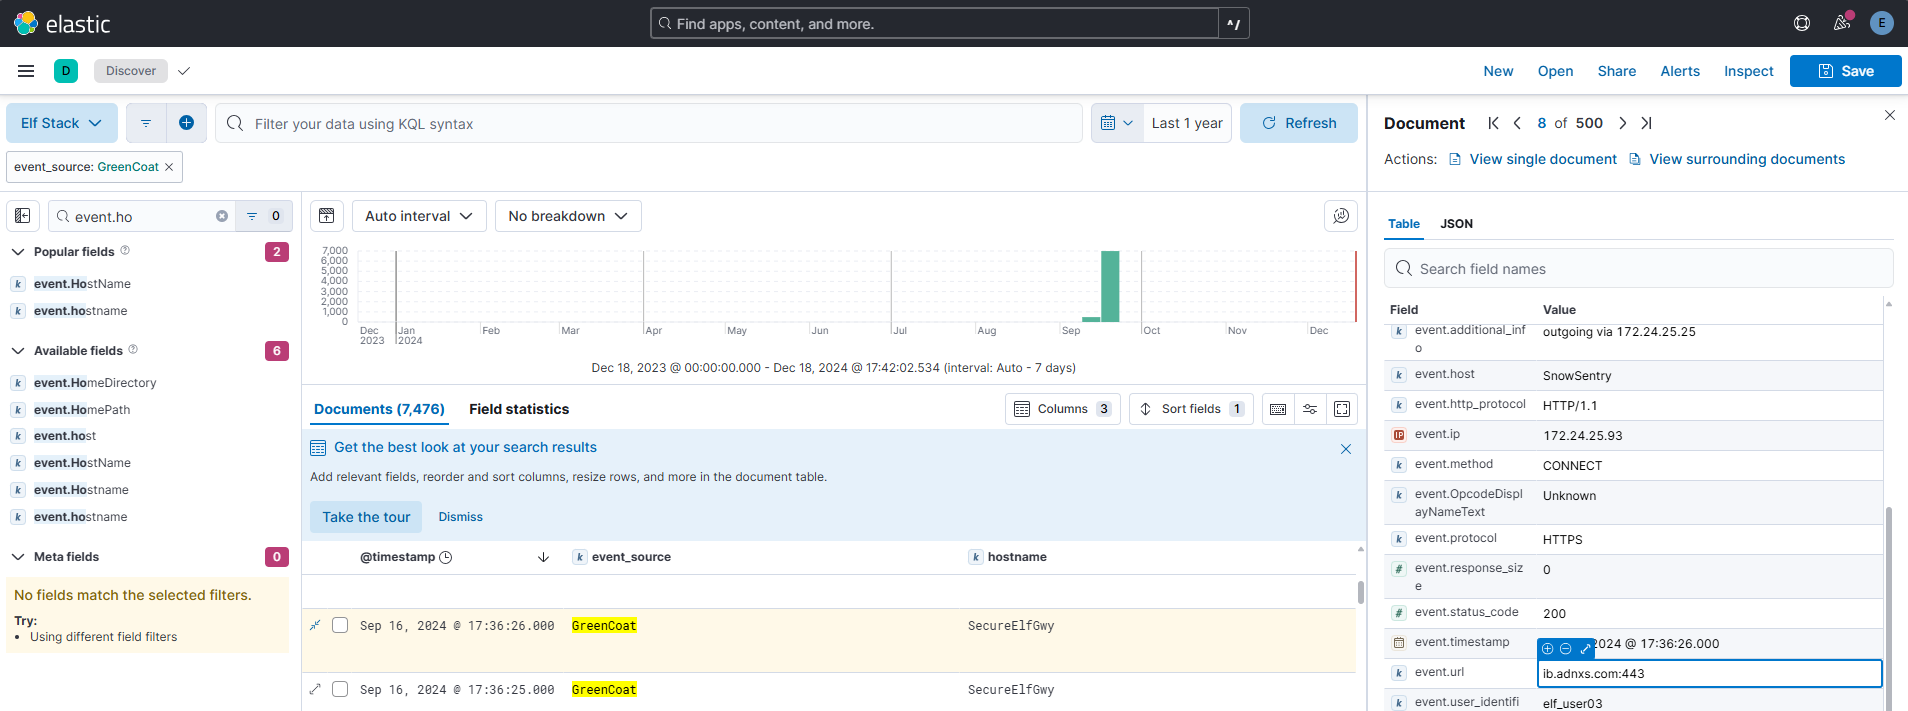 elastic
Find apps, content, and more.
^/
E
D
Discover
New
Open
Share
Alerts
Inspect
Save
Elf Stack
Filter your data using KQL syntax
Last 1 year
Refresh
event_source: GreenCoat
event.ho
0
Popular fields
2
event.HostName
event.hostname
Available fields
6
event.HomeDirectory
event.HomePath
event.host
event.HostName
event.Hostname
event.hostname
Meta fields
0
No fields match the selected filters.
Try:
Using different field filters
Auto interval
No breakdown
7,000
6,000
5,000
4,000
3,000
2,000
1,000
0
Dec
2023
Jan
2024
Feb
Mar
Apr
May
Jun
Jul
Aug
Sep
Oct
Nov
Dec
Dec 18, 2023 @ 00:00:00.000 - Dec 18, 2024 @ 17:42:02.534 (interval: Auto - 7 days)
Documents (7,476)
Field statistics
Columns 3
Sort fields 1
Get the best look at your search results
Add relevant fields, reorder and sort columns, resize rows, and more in the document table.
Take the tour
Dismiss
@timestamp
k event_source
k hostname
Sep 16, 2024 @ 17:36:26.000 GreenCoat SecureElfGwy
Sep 16, 2024 @ 17:36:25.000 GreenCoat SecureElfGwy
Document
8 of 500
Actions:
View single document
View surrounding documents
Table
JSON
Search field names
Field Value
k event.additional_info outgoing via 172.24.25.25
k event.host SnowSentry
k event.http_protocol HTTP/1.1
IP event.ip 172.24.25.93
k event.method CONNECT
k event.OpcodeDisplayNameText Unknown
k event.protocol HTTPS
# event.response_size 0
# event.status_code 200
event.timestamp 2024 @ 17:36:26.000
k event.url ib.adnxs.com:443
k event.user_identifi elf_user03